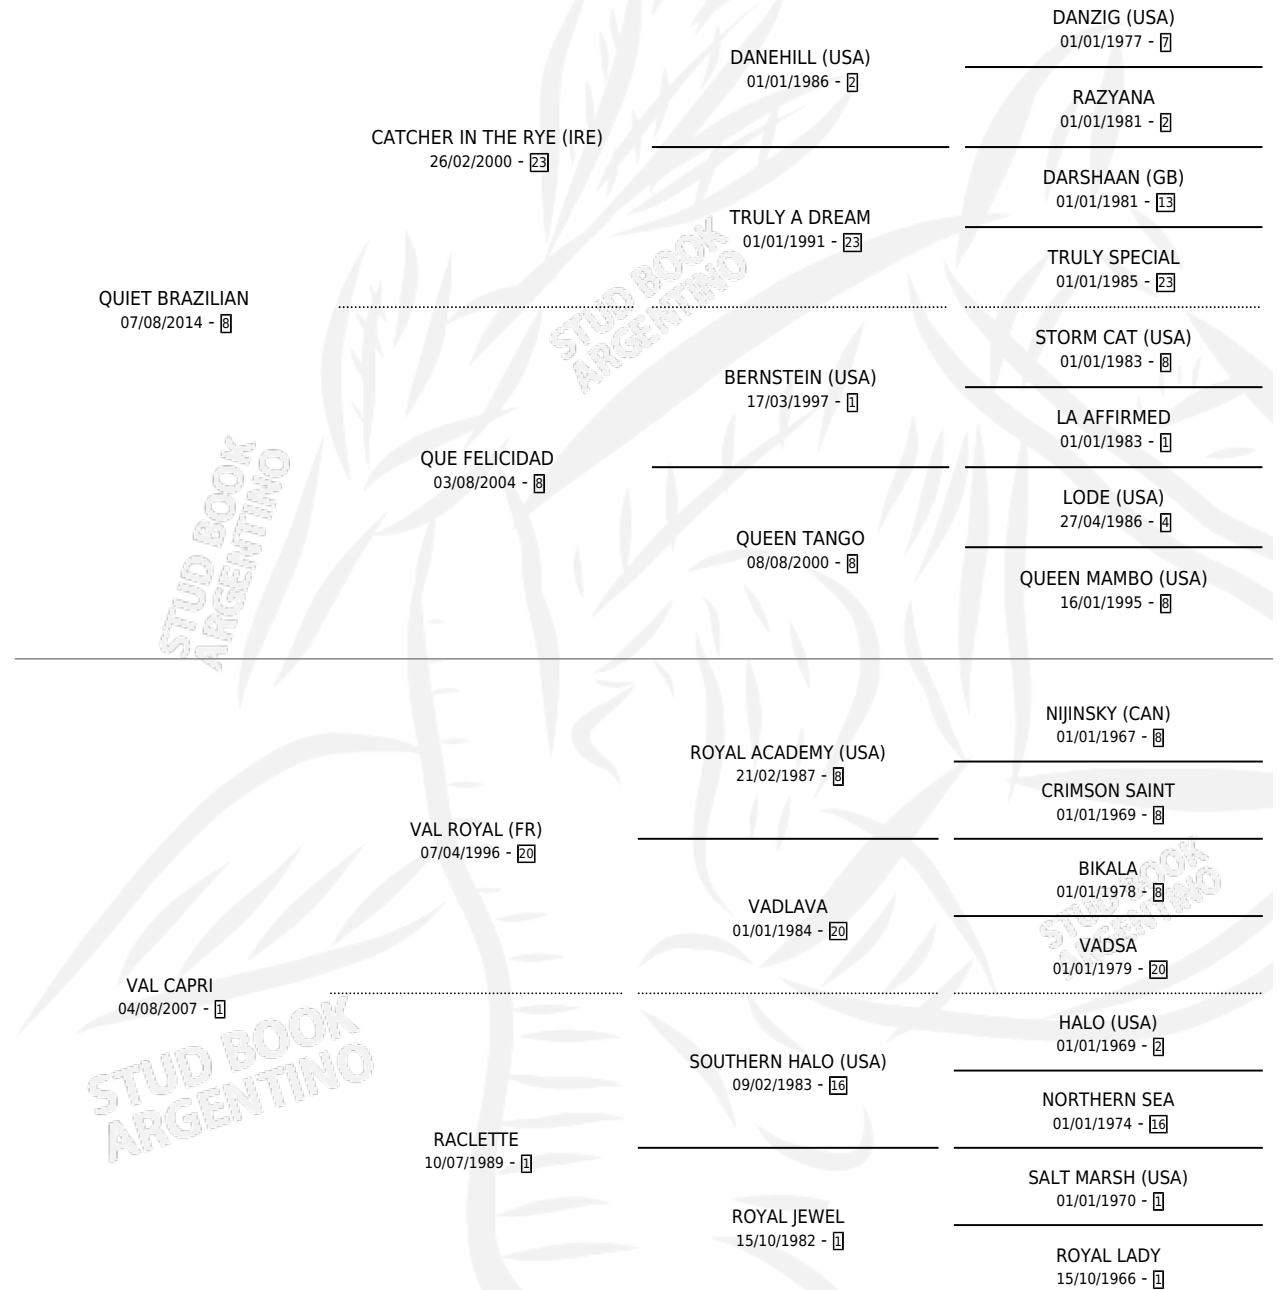 DANZIG (USA)
01/01/1977 - 7
DANEHILL (USA)
01/01/1986 - 2
RAZYANA
01/01/1981 - 2
CATCHER IN THE RYE (IRE)
26/02/2000 - 23
DARSHAAN (GB)
01/01/1981 - 13
TRULY A DREAM
01/01/1991 - 23
TRULY SPECIAL
01/01/1985 - 23
QUIET BRAZILIAN
07/08/2014 - 8
STORM CAT (USA)
01/01/1983 - 8
BERNSTEIN (USA)
17/03/1997 - 1
LA AFFIRMED
01/01/1983 - 1
QUE FELICIDAD
03/08/2004 - 8
LODE (USA)
27/04/1986 - 4
QUEEN TANGO
08/08/2000 - 8
QUEEN MAMBO (USA)
16/01/1995 - 8
NIJINSKY (CAN)
01/01/1967 - 8
ROYAL ACADEMY (USA)
21/02/1987 - 8
CRIMSON SAINT
01/01/1969 - 8
VAL ROYAL (FR)
07/04/1996 - 20
BIKALA
01/01/1978 - 8
VADLAVA
01/01/1984 - 20
VADSA
01/01/1979 - 20
VAL CAPRI
04/08/2007 - 1
HALO (USA)
01/01/1969 - 2
SOUTHERN HALO (USA)
09/02/1983 - 16
NORTHERN SEA
01/01/1974 - 16
RACLETTE
10/07/1989 - 1
SALT MARSH (USA)
01/01/1970 - 1
ROYAL JEWEL
15/10/1982 - 1
ROYAL LADY
15/10/1966 - 1
STUD BOOK
ARGENTINO
STUD BOOK
ARGENTINO
STUD BOOK
ARGENTINO
STUD BOOK
ARGENTINO